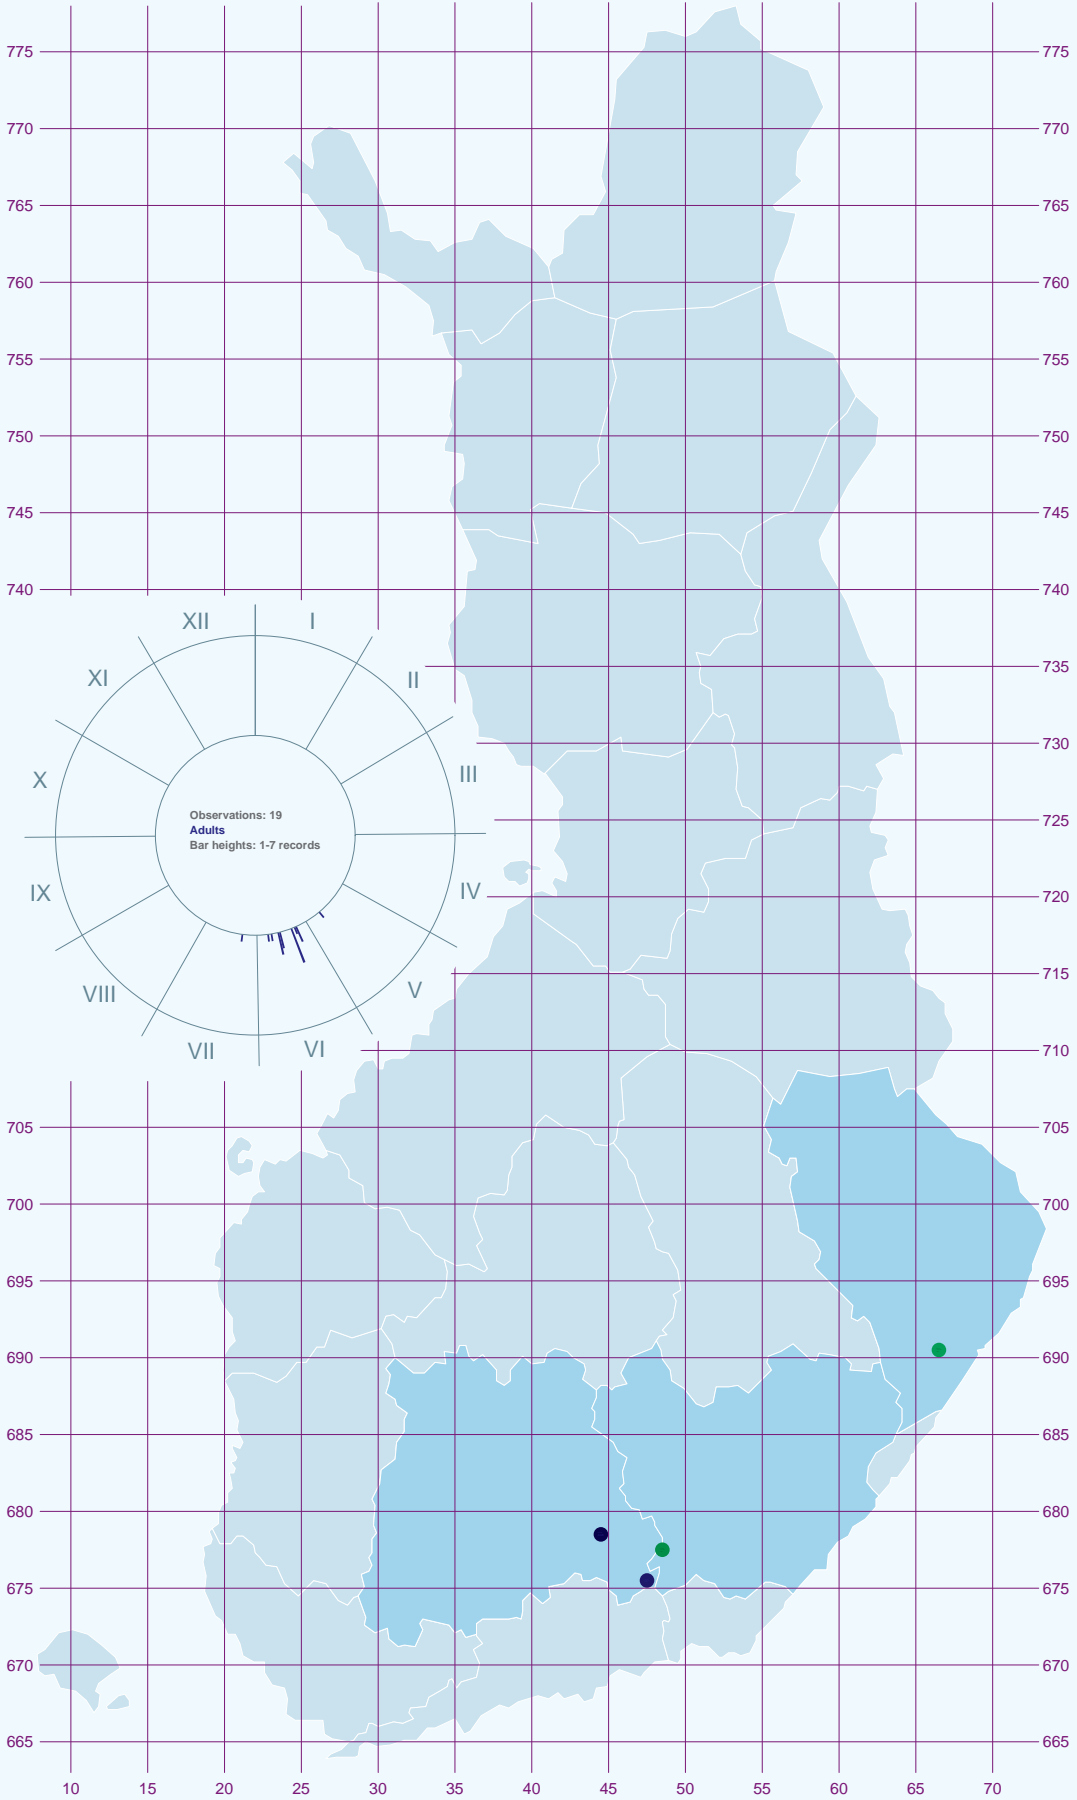 775 775
770 770
765 765
760 760
755 755
750 750
745 745
740 740
XII I
XI II
735
730
X III
725
Observations: 19
Adults
Bar heights: 1-7 records
IX IV
720
VIII V
715
VII VI
710
705 705
700 700
695 695
690 690
685 685
680 680
675 675
670 670
665 665
10 15 20 25 30 35 40 45 50 55 60 65 70